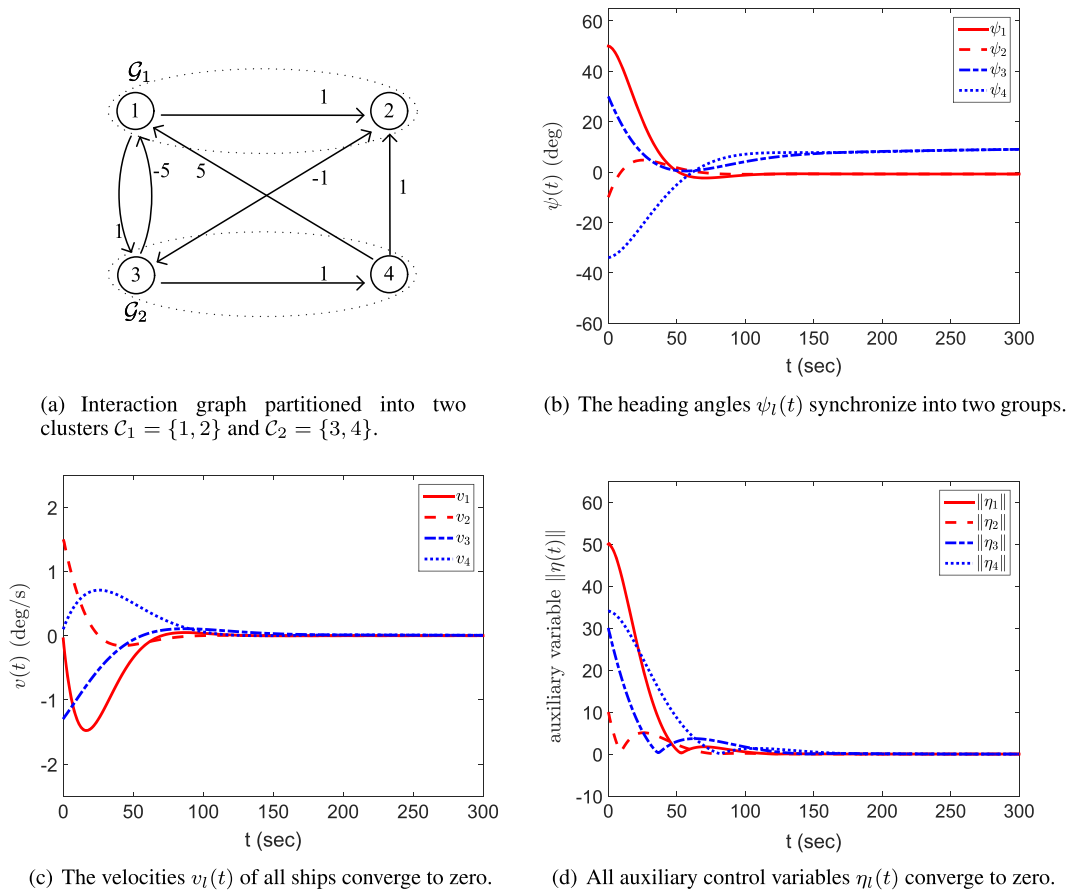 𝒢₁
1
1
2
-5
5
-1
1
1
3
1
4
𝒢₂
(a) Interaction graph partitioned into two
clusters 𝒞₁ = {1, 2} and 𝒞₂ = {3, 4}.
60
40
20
0
-20
-40
-60
ψ(t) (deg)
ψ₁
ψ₂
ψ₃
ψ₄
0 50 100 150 200 250 300
t (sec)
(b) The heading angles ψₗ(t) synchronize into two groups.
2
1
0
-1
-2
v(t) (deg/s)
v₁
v₂
v₃
v₄
0 50 100 150 200 250 300
t (sec)
(c) The velocities vₗ(t) of all ships converge to zero.
60
50
40
30
20
10
0
-10
auxiliary variable ‖η(t)‖
‖η₁‖
‖η₂‖
‖η₃‖
‖η₄‖
0 50 100 150 200 250 300
t (sec)
(d) All auxiliary control variables ηₗ(t) converge to zero.